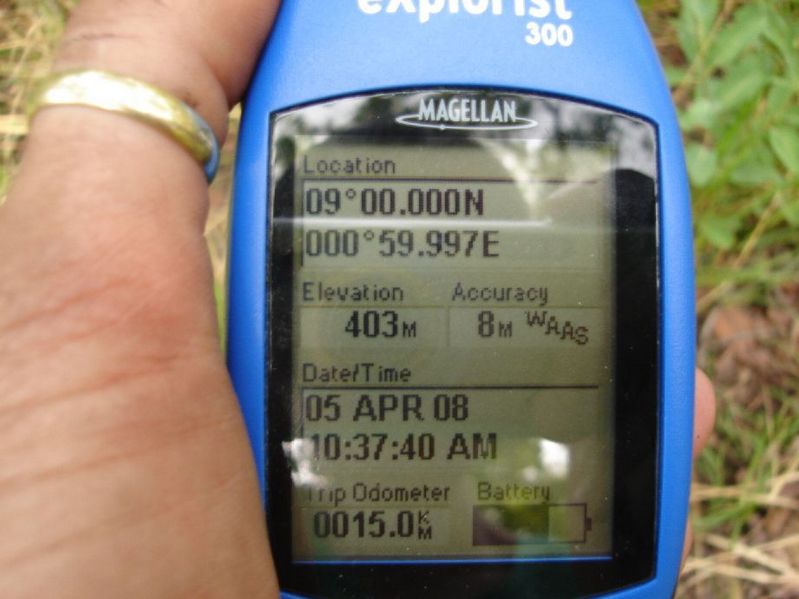 explorist
300
MAGELLAN
Location
09°00.000N
000°59.997E
Elevation Accuracy
403M 8M WAAS
Date/Time
05 APR 08
10:37:40 AM
Trip Odometer Battery
0015.0KM